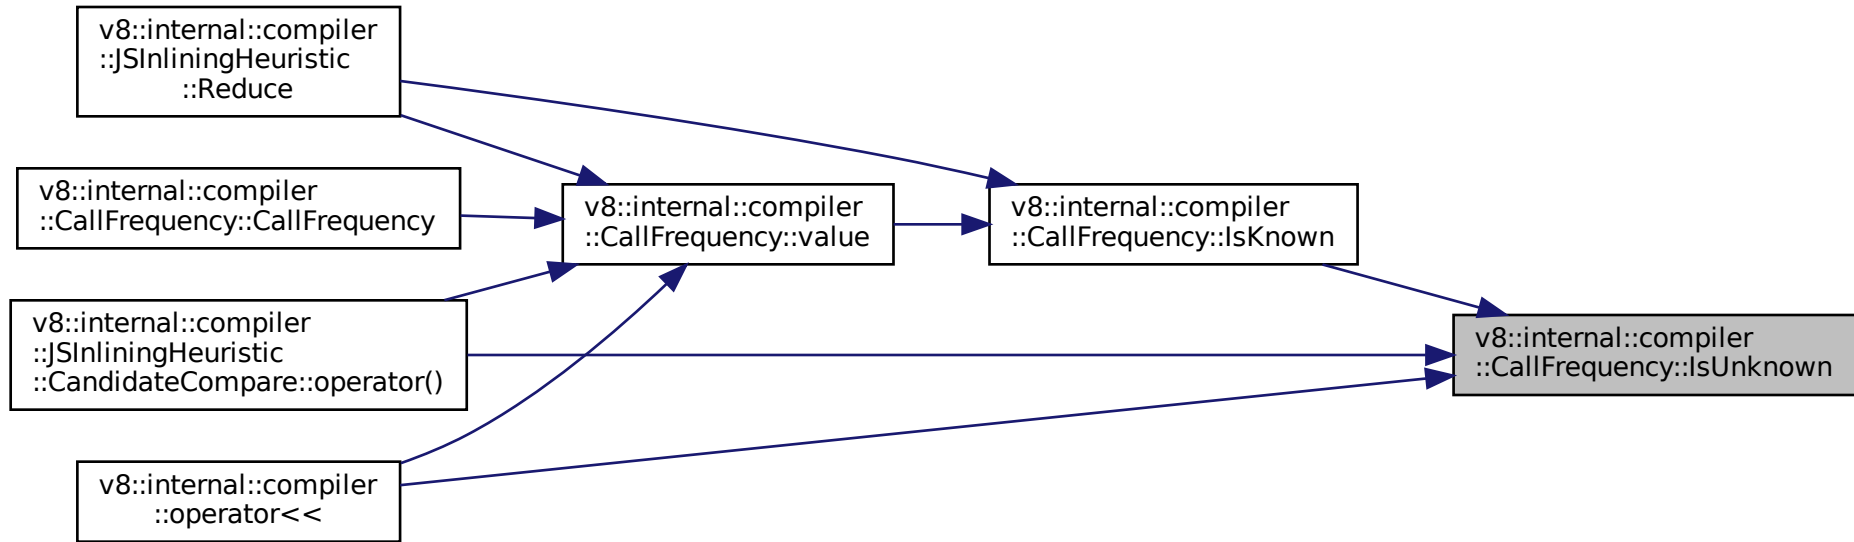 v8::internal::compiler
::JSInliningHeuristic
::Reduce
v8::internal::compiler
::CallFrequency::CallFrequency
v8::internal::compiler
::JSInliningHeuristic
::CandidateCompare::operator()
v8::internal::compiler
::operator<<
v8::internal::compiler
::CallFrequency::value
v8::internal::compiler
::CallFrequency::IsKnown
v8::internal::compiler
::CallFrequency::IsUnknown